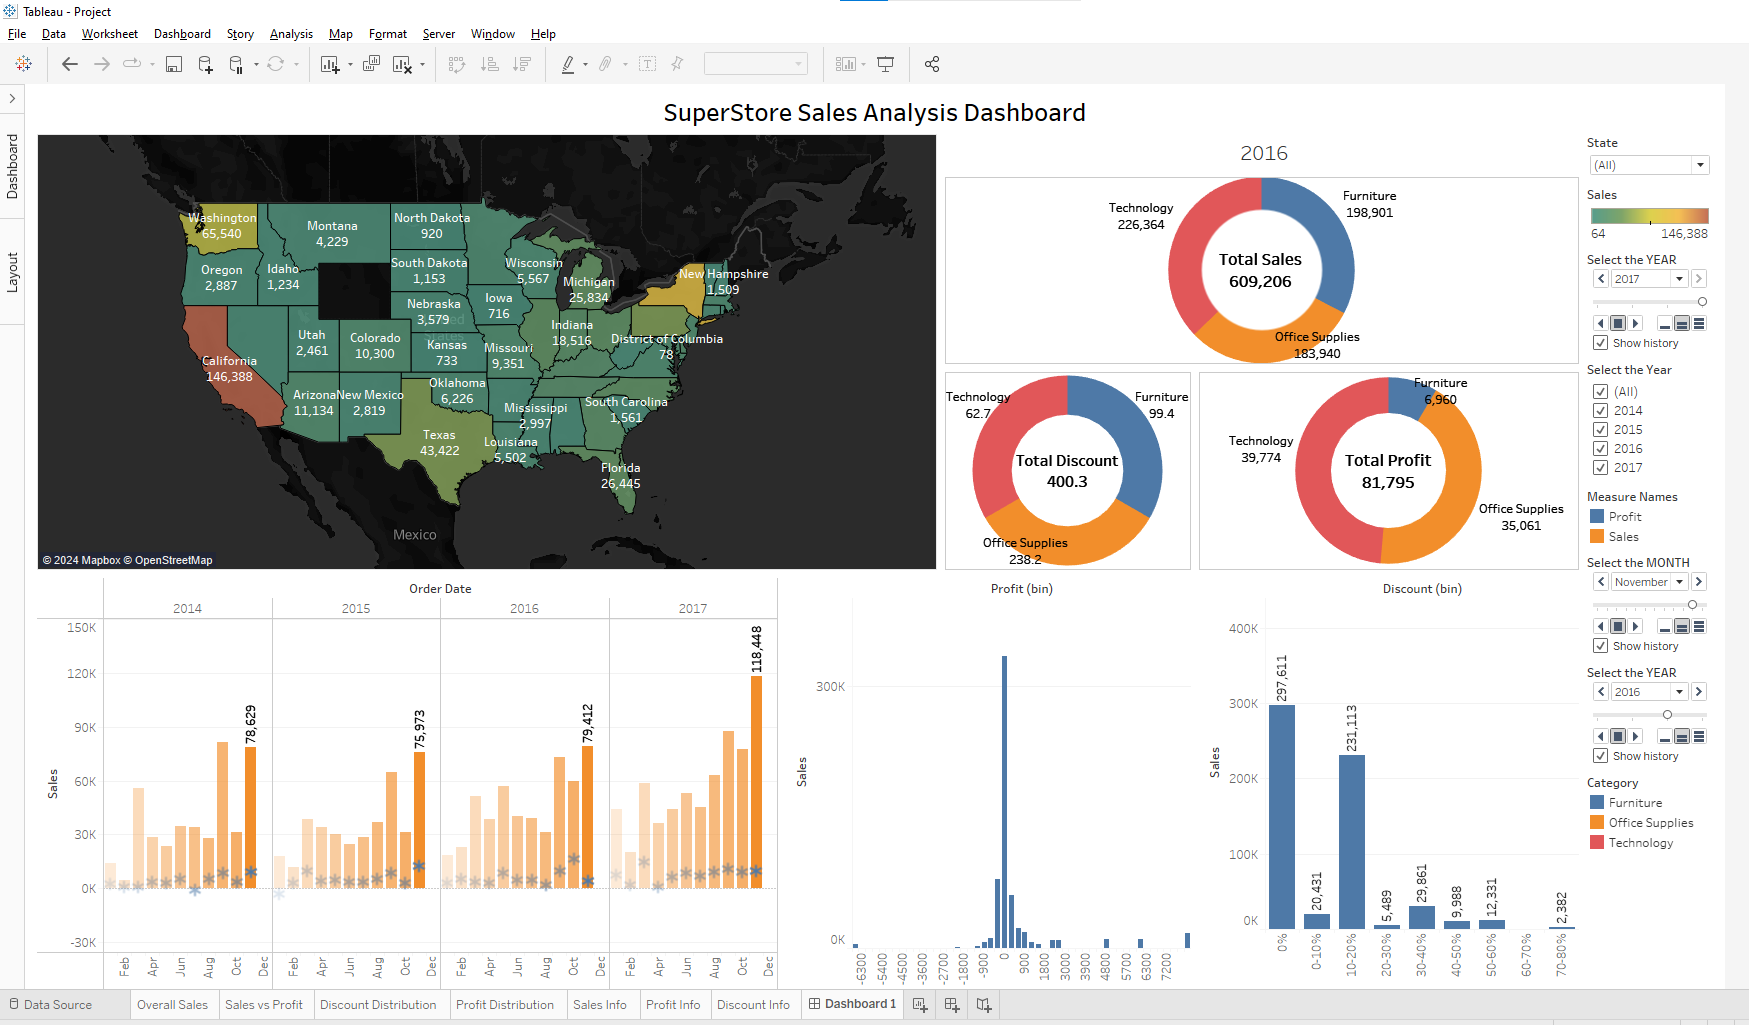 Tableau - Project
File Data Worksheet Dashboard Story Analysis Map Format Server Window Help
Dashboard
Layout
SuperStore Sales Analysis Dashboard
Washington
65,540
Montana
4,229
North Dakota
920
Oregon
2,887
Idaho
1,234
South Dakota
1,153
Wisconsin
5,567
Michigan
25,834
New Hampshire
1,509
Nebraska
3,579
Iowa
716
Utah
2,461
Colorado
10,300
Kansas
733
Missouri
9,351
Indiana
18,516
District of Columbia
78
California
146,388
Arizona
11,134
New Mexico
2,819
Oklahoma
6,226
Mississippi
2,997
South Carolina
1,561
Texas
43,422
Louisiana
5,502
Florida
26,445
Mexico
© 2024 Mapbox © OpenStreetMap
2016
Technology
226,364
Furniture
198,901
Total Sales
609,206
Office Supplies
183,940
Technology
62.7
Furniture
99.4
Total Discount
400.3
Office Supplies
238.2
Furniture
6,960
Technology
39,774
Total Profit
81,795
Office Supplies
35,061
State
(All)
Sales
64 146,388
Select the YEAR
2017
Show history
Select the Year
(All)
2014
2015
2016
2017
Measure Names
Profit
Sales
Select the MONTH
November
Show history
Select the YEAR
2016
Show history
Category
Furniture
Office Supplies
Technology
Order Date
2014 2015 2016 2017
Sales
150K
120K
90K
60K
30K
0K
-30K
78,629
75,973
79,412
118,448
Feb Apr Jun Aug Oct Dec Feb Apr Jun Aug Oct Dec Feb Apr Jun Aug Oct Dec Feb Apr Jun Aug Oct Dec
Profit (bin)
Sales
300K
0K
-6300 -5400 -4500 -3600 -2700 -1800 -900 0 900 1800 3000 3900 4800 5700 6300 7200
Discount (bin)
Sales
400K
300K
200K
100K
0K
297,611
20,431
231,113
5,489
29,861
9,988
12,331
2,382
0% 0-10% 10-20% 20-30% 30-40% 40-50% 50-60% 60-70% 70-80%
Data Source Overall Sales Sales vs Profit Discount Distribution Profit Distribution Sales Info Profit Info Discount Info Dashboard 1